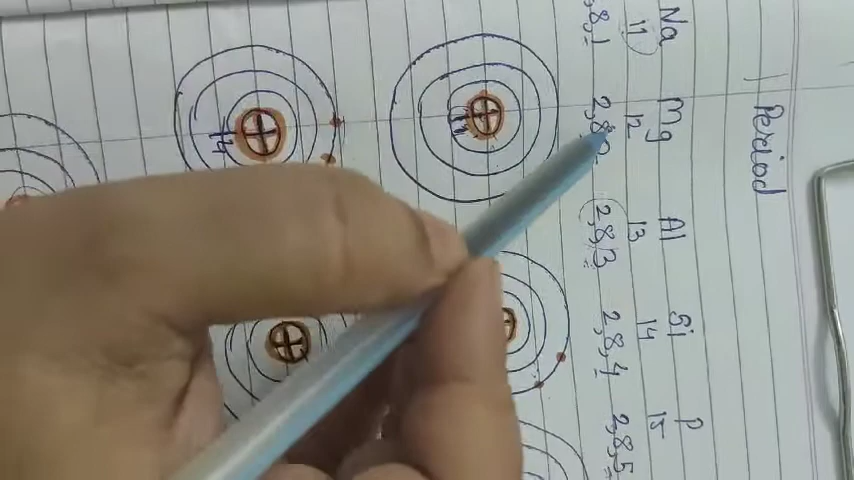 Period
Na Mg Al Si P
11 12 13 14 15
2,8,2 2,8,3 2,8,4 2,8,5
8,1
14